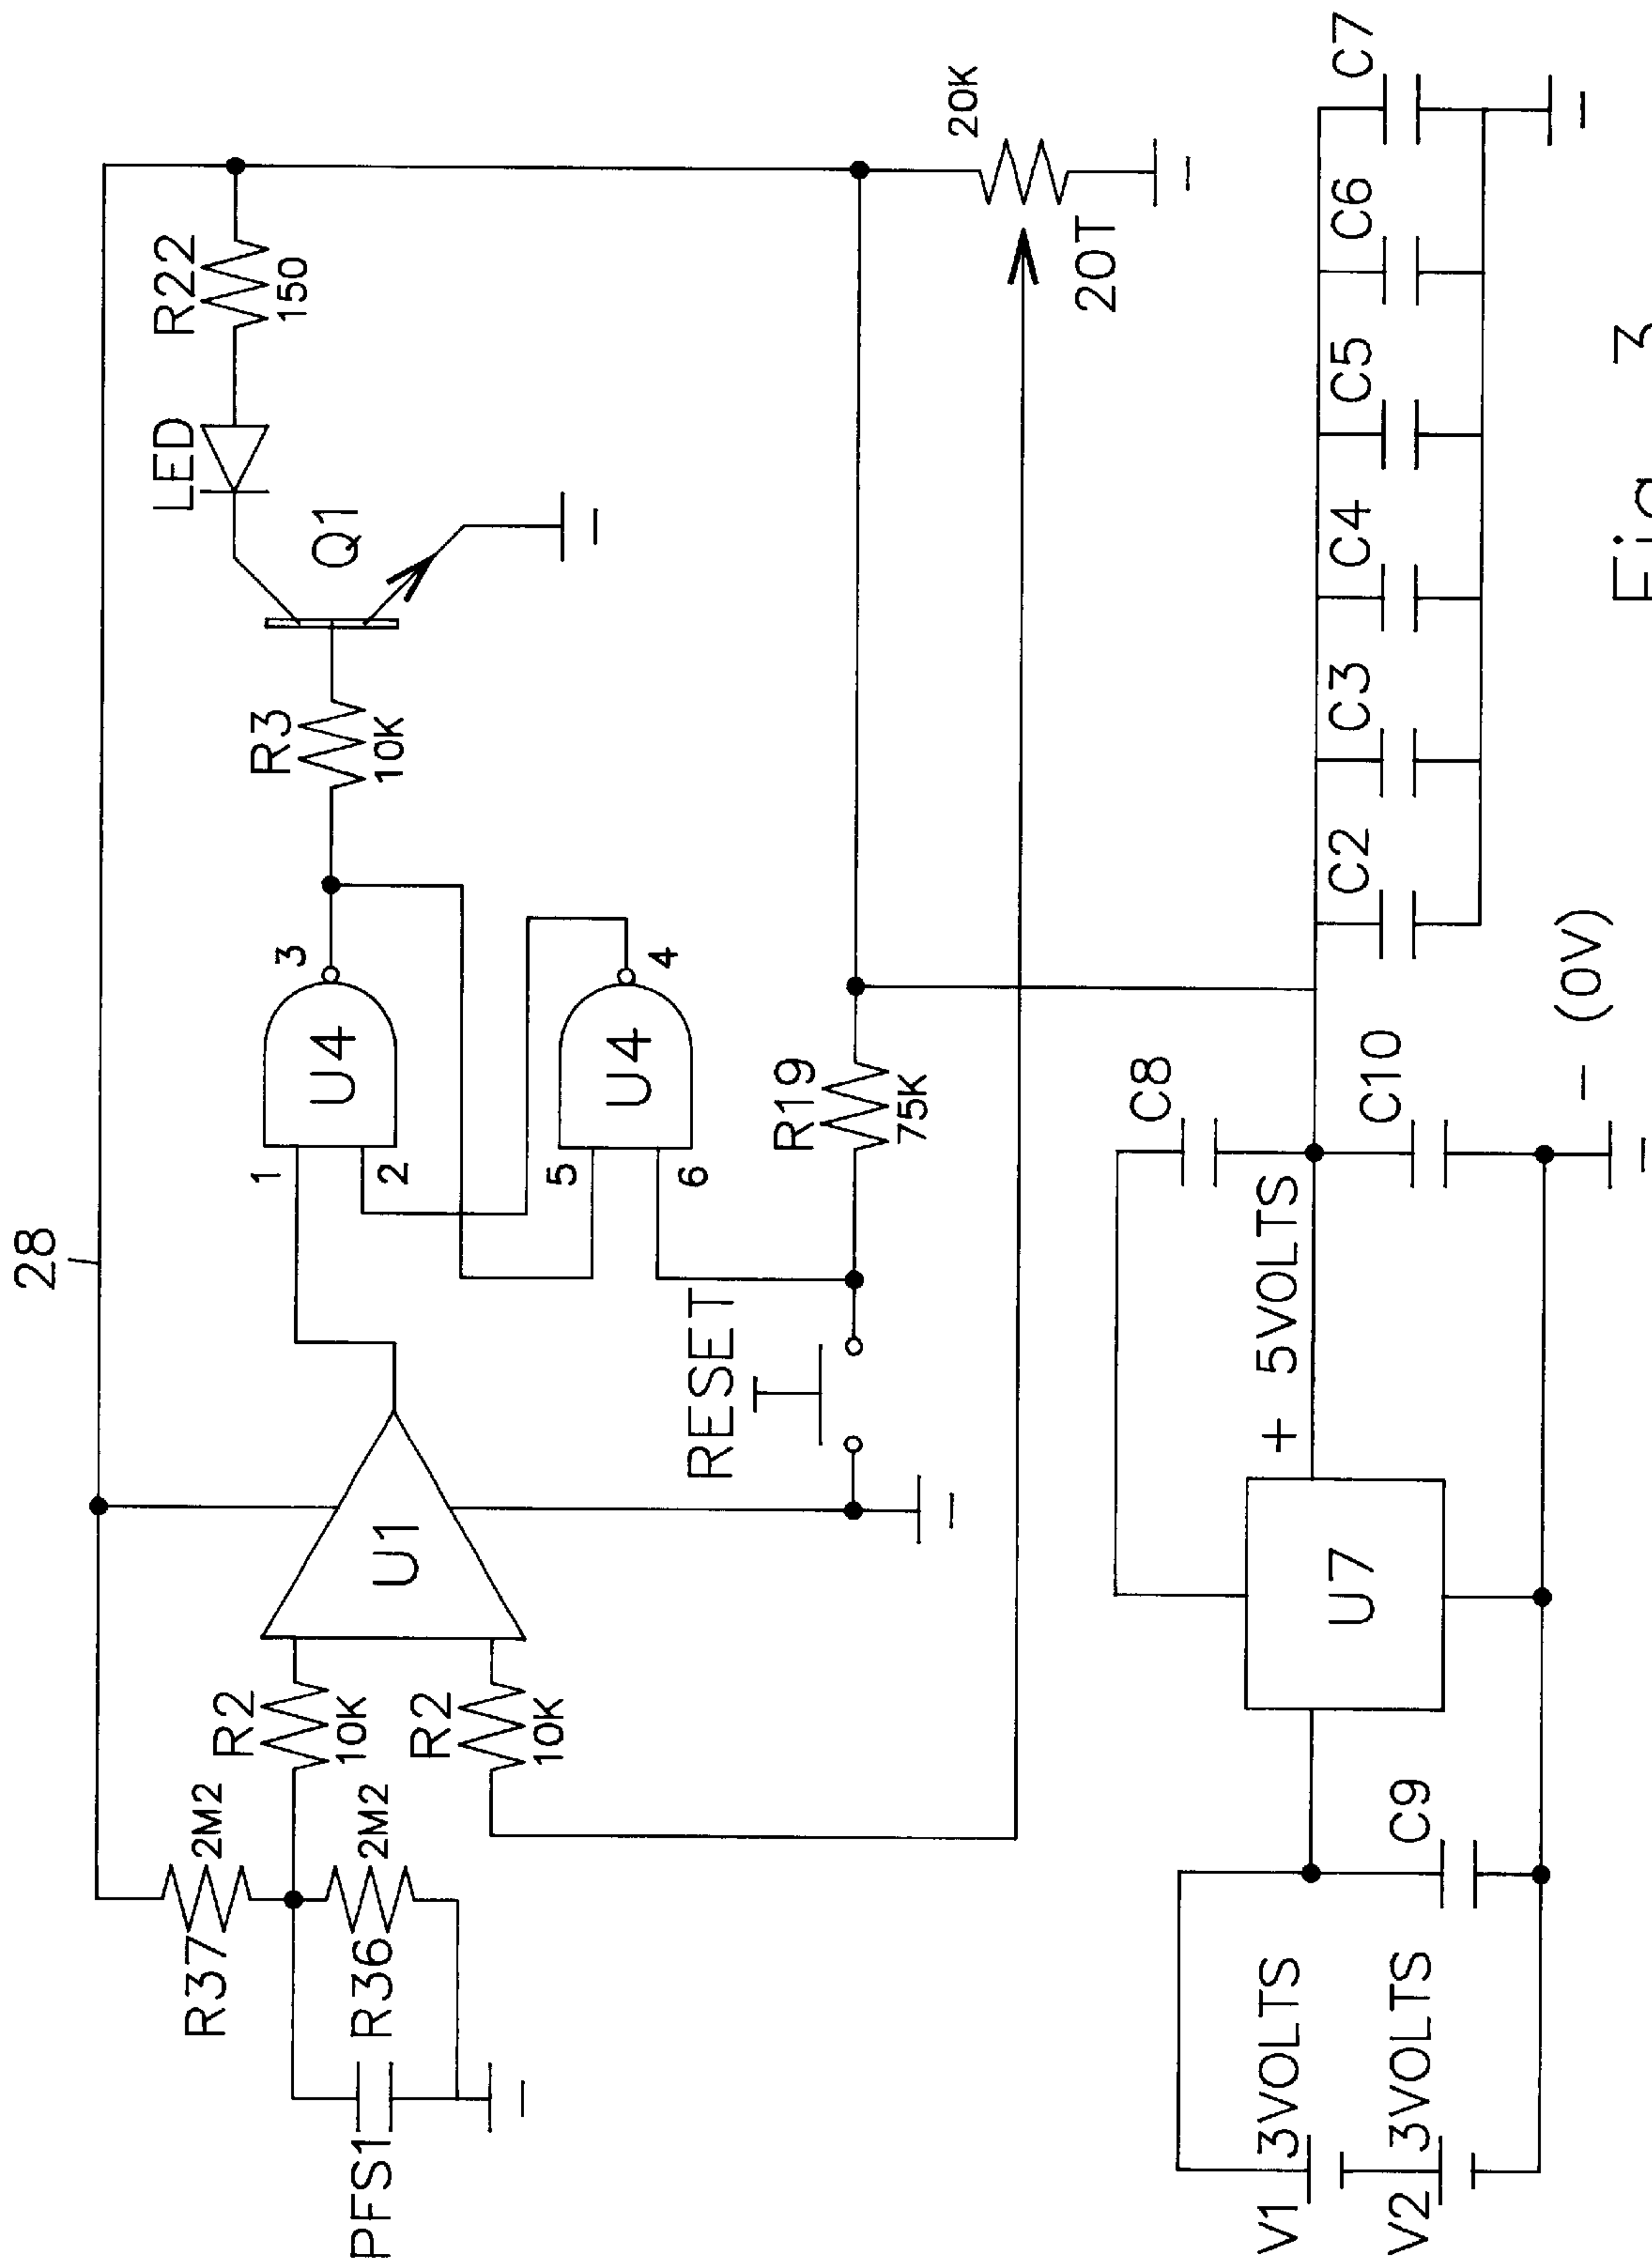 28
R37
2M2
R36
2M2
PFS1
R2
10K
R2
10K
U1
1
2
U4
3
5
6
U4
4
R3
10K
Q1
LED
R22
150
RESET
R19
75K
20K
20T
V1
3VOLTS
V2
3VOLTS
C9
U7
+ 5VOLTS
C8
C10
- (0V)
C2
C3
C4
C5
C6
C7
Fig. 3